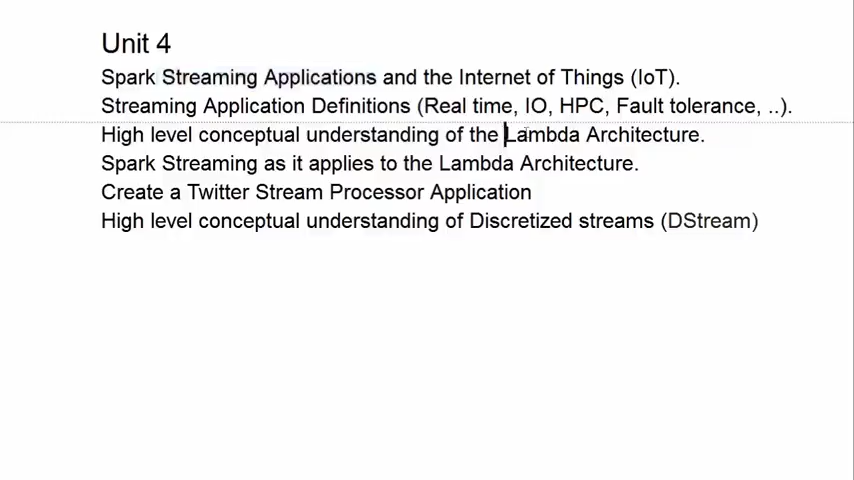 Unit 4
Spark Streaming Applications and the Internet of Things (IoT).
Streaming Application Definitions (Real time, IO, HPC, Fault tolerance, ..).
High level conceptual understanding of the Lambda Architecture.
Spark Streaming as it applies to the Lambda Architecture.
Create a Twitter Stream Processor Application
High level conceptual understanding of Discretized streams (DStream)